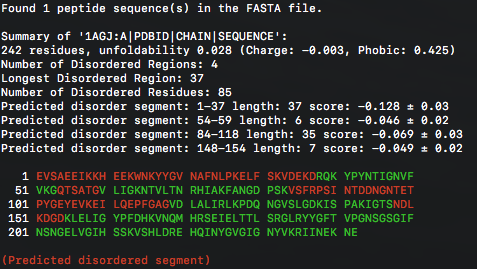 Found 1 peptide sequence(s) in the FASTA file.
Summary of '1AGJ:A|PDBID|CHAIN|SEQUENCE':
242 residues, unfoldability 0.028 (Charge: -0.003, Phobic: 0.425)
Number of Disordered Regions: 4
Longest Disordered Region: 37
Number of Disordered Residues: 85
Predicted disorder segment: 1-37 length: 37 score: -0.128 ± 0.03
Predicted disorder segment: 54-59 length: 6 score: -0.046 ± 0.02
Predicted disorder segment: 84-118 length: 35 score: -0.069 ± 0.03
Predicted disorder segment: 148-154 length: 7 score: -0.049 ± 0.02
1 EVSAEEIKKH EEKWNKYYGV NAFNLPKELF SKVDEKDRQK YPYNTIGNVF
51 VKGQTSATGV LIGKNTVLTN RHIAKFANGD PSKVSFRPSI NTDDNGNTET
101 PYGEYEVKEI LQEPFGAGVD LALIRLKPDQ NGVSLGDKIS PAKIGTSNDL
151 KDGDKLELIG YPFDHKVNQM HRSEIELTTL SRGLRYYGFT VPGNSGSGIF
201 NSNGELVGIH SSKVSHLDRE HQINYGVGIG NYVKRIINEK NE
(Predicted disordered segment)